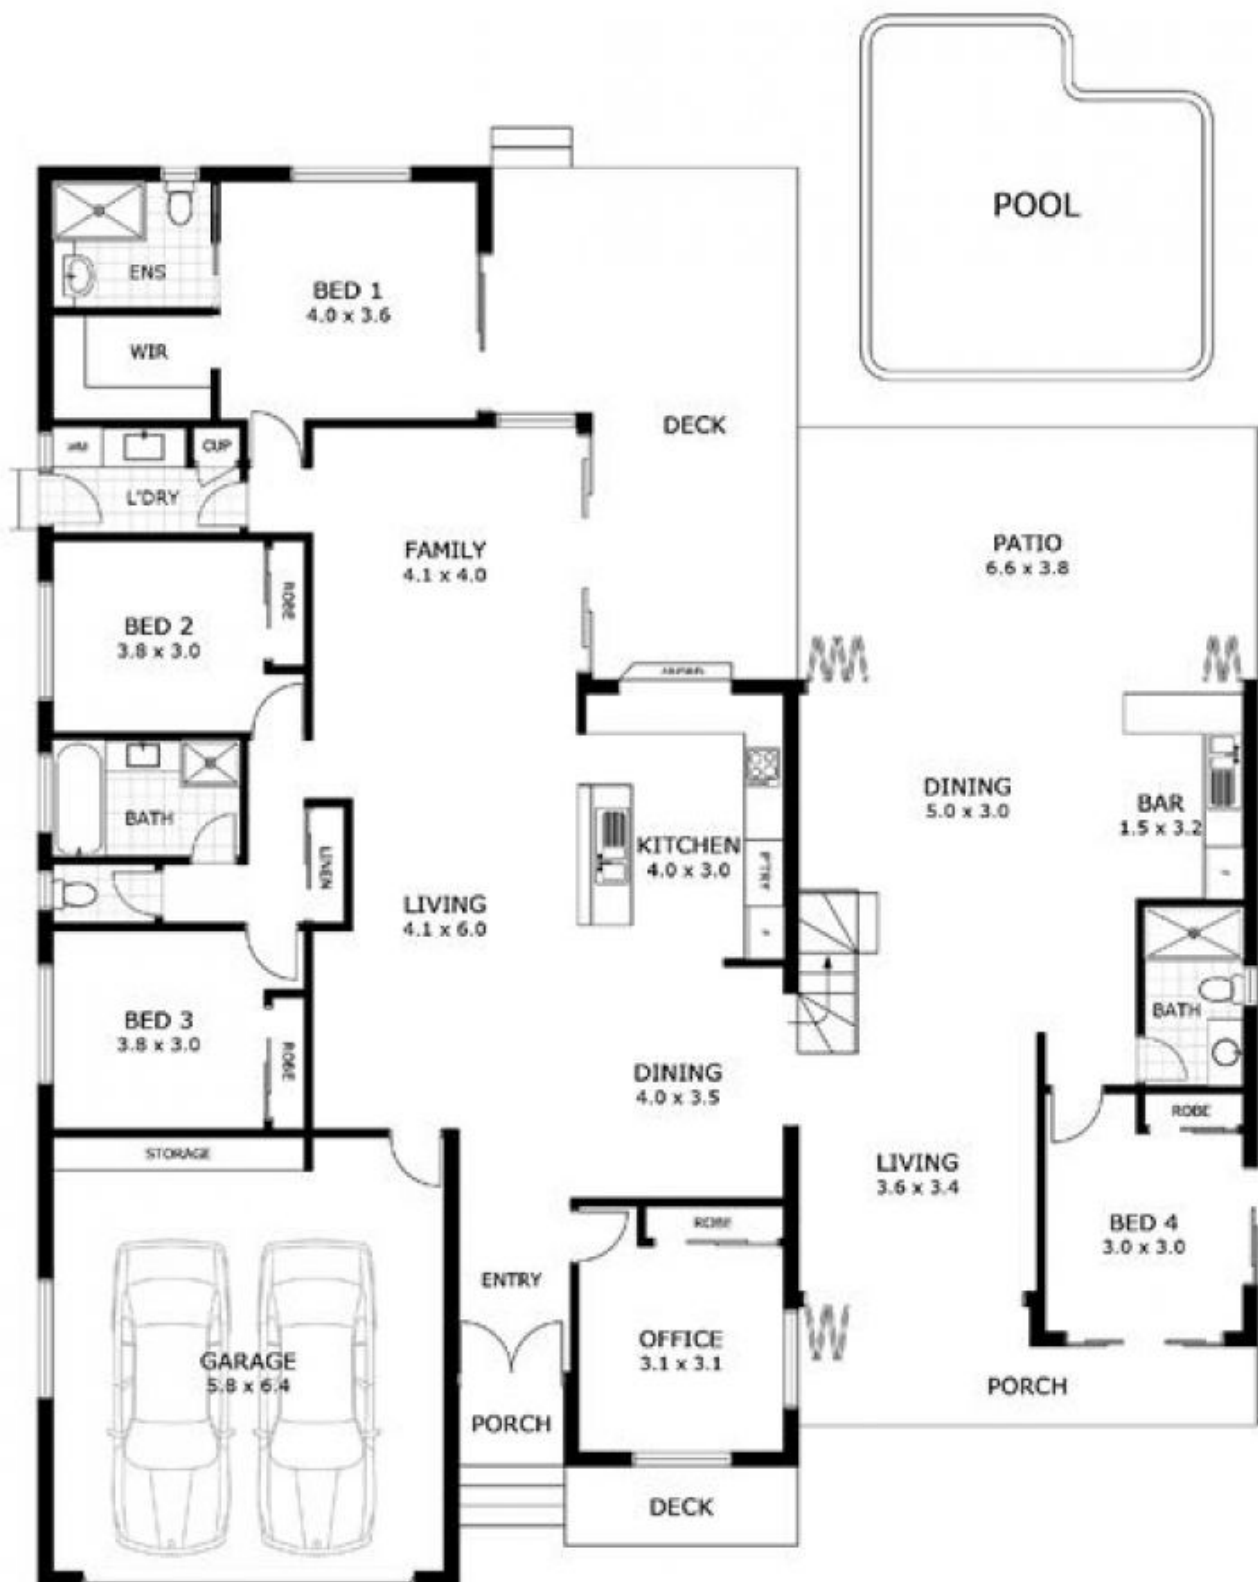 POOL
ENS
BED 1
4.0 x 3.6
WIR
DECK
CUP
L'DRY
FAMILY
4.1 x 4.0
PATIO
6.6 x 3.8
ROBE
BED 2
3.8 x 3.0
DINING
5.0 x 3.0
BAR
1.5 x 3.2
BATH
KITCHEN
4.0 x 3.0
LINEN
P'TRY
LIVING
4.1 x 6.0
BED 3
3.8 x 3.0
BATH
ROBE
DINING
4.0 x 3.5
ROBE
STORAGE
LIVING
3.6 x 3.4
ROBE
BED 4
3.0 x 3.0
ENTRY
OFFICE
3.1 x 3.1
GARAGE
5.8 x 6.4
PORCH
PORCH
DECK